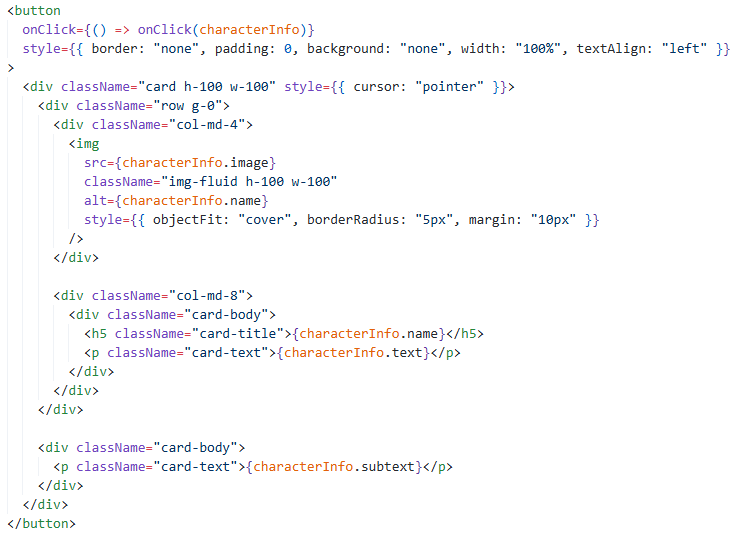 <button
  onClick={() => onClick(characterInfo)}
  style={{ border: "none", padding: 0, background: "none", width: "100%", textAlign: "left" }}
>
  <div className="card h-100 w-100" style={{ cursor: "pointer" }}>
    <div className="row g-0">
      <div className="col-md-4">
        <img
          src={characterInfo.image}
          className="img-fluid h-100 w-100"
          alt={characterInfo.name}
          style={{ objectFit: "cover", borderRadius: "5px", margin: "10px" }}
        />
      </div>

      <div className="col-md-8">
        <div className="card-body">
          <h5 className="card-title">{characterInfo.name}</h5>
          <p className="card-text">{characterInfo.text}</p>
        </div>
      </div>
    </div>

    <div className="card-body">
      <p className="card-text">{characterInfo.subtext}</p>
    </div>
  </div>
</button>